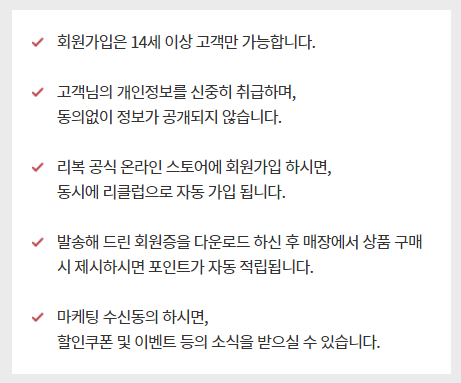 회원가입은 14세 이상 고객만 가능합니다.
고객님의 개인정보를 신중히 취급하며,
동의없이 정보가 공개되지 않습니다.
리복 공식 온라인 스토어에 회원가입 하시면,
동시에 리클럽으로 자동 가입 됩니다.
발송해 드린 회원증을 다운로드 하신 후 매장에서 상품 구매
시 제시하시면 포인트가 자동 적립됩니다.
마케팅 수신동의 하시면,
할인쿠폰 및 이벤트 등의 소식을 받으실 수 있습니다.